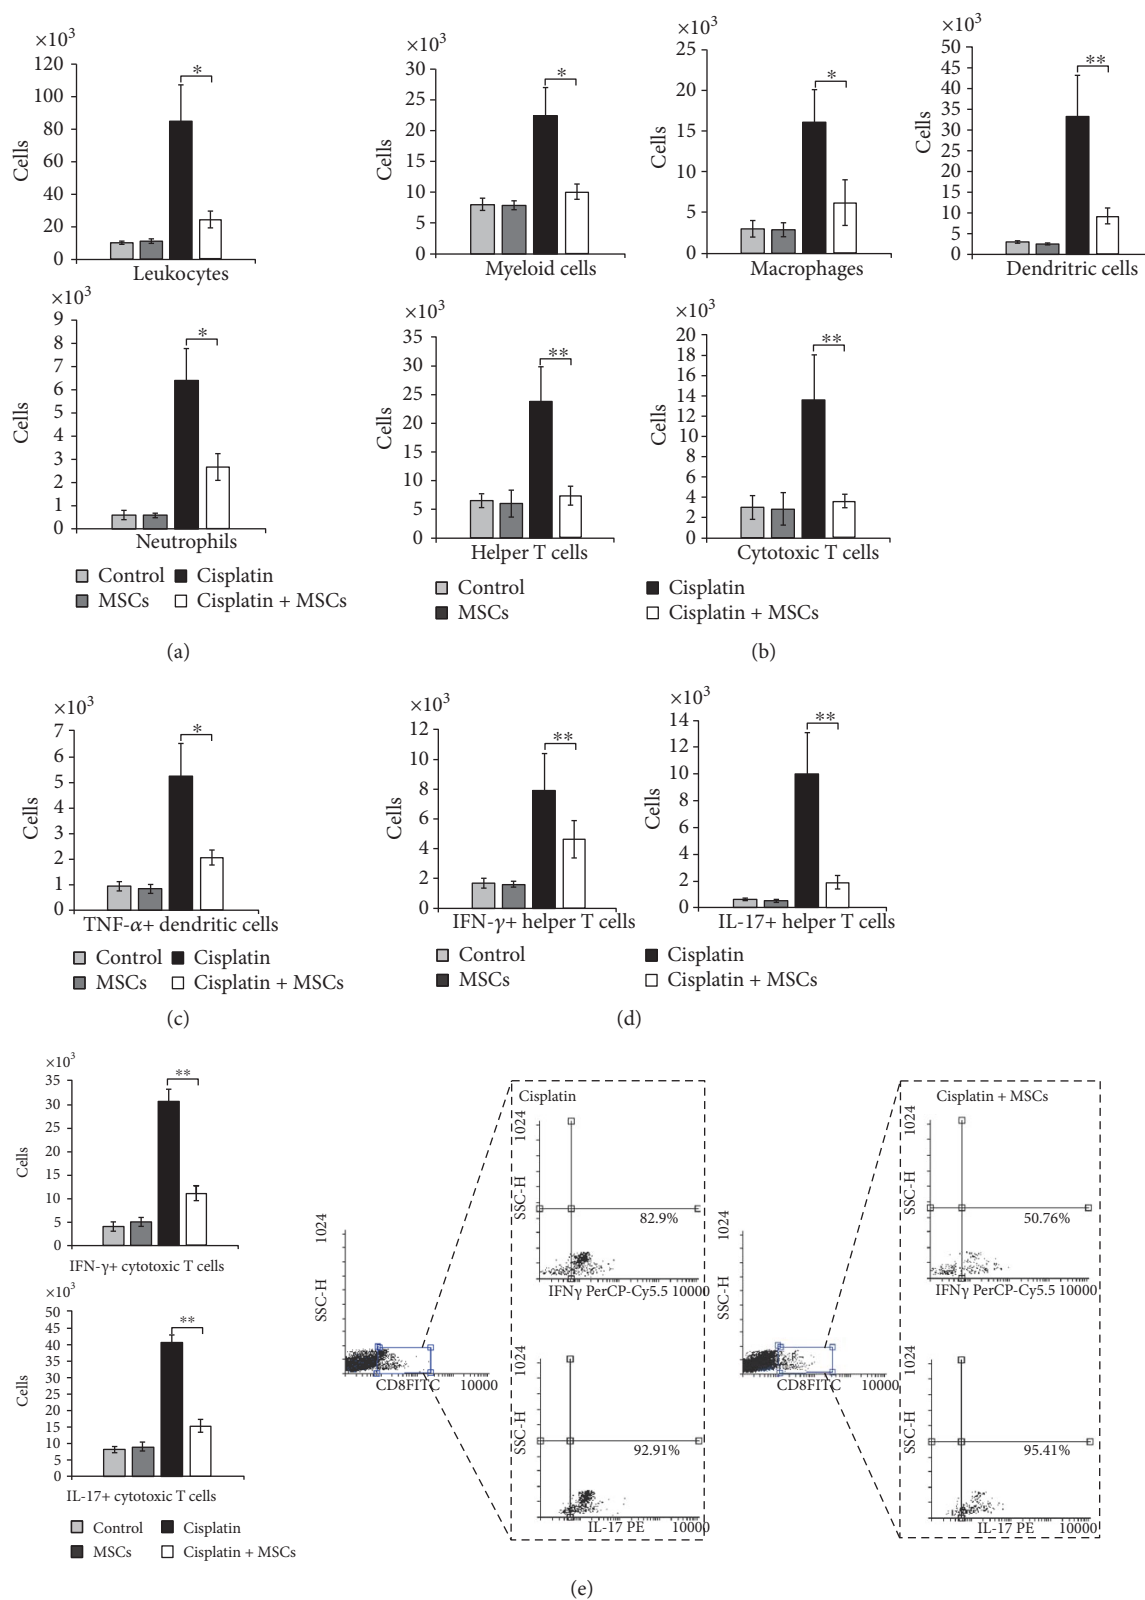 ×10³
120
100
80
60
40
20
0
Cells
*
Leukocytes
×10³
30
25
20
15
10
5
0
Cells
*
Myeloid cells
×10³
25
20
15
10
5
0
Cells
*
Macrophages
×10³
50
45
40
35
30
25
20
15
10
5
0
Cells
**
Dendritric cells
×10³
9
8
7
6
5
4
3
2
1
0
Cells
*
Neutrophils
Control
Cisplatin
MSCs
Cisplatin + MSCs
(a)
×10³
35
30
25
20
15
10
5
0
Cells
**
Helper T cells
×10³
20
18
16
14
12
10
8
6
4
2
0
Cells
**
Cytotoxic T cells
Control
Cisplatin
MSCs
Cisplatin + MSCs
(b)
×10³
7
6
5
4
3
2
1
0
Cells
*
TNF-α+ dendritic cells
Control
Cisplatin
MSCs
Cisplatin + MSCs
(c)
×10³
12
10
8
6
4
2
0
Cells
**
IFN-γ+ helper T cells
×10³
14
12
10
8
6
4
2
0
Cells
**
IL-17+ helper T cells
Control
Cisplatin
MSCs
Cisplatin + MSCs
(d)
×10³
35
30
25
20
15
10
5
0
Cells
**
IFN-γ+ cytotoxic T cells
×10³
50
45
40
35
30
25
20
15
10
5
0
Cells
**
IL-17+ cytotoxic T cells
Control
Cisplatin
MSCs
Cisplatin + MSCs
1024
SSC-H
CD8FITC
10000
Cisplatin
1024
SSC-H
82.9%
IFNγ PerCP-Cy5.5 10000
1024
SSC-H
92.91%
IL-17 PE
10000
1024
SSC-H
CD8FITC
10000
Cisplatin + MSCs
1024
SSC-H
50.76%
IFNγ PerCP-Cy5.5 10000
1024
SSC-H
95.41%
IL-17 PE
10000
(e)